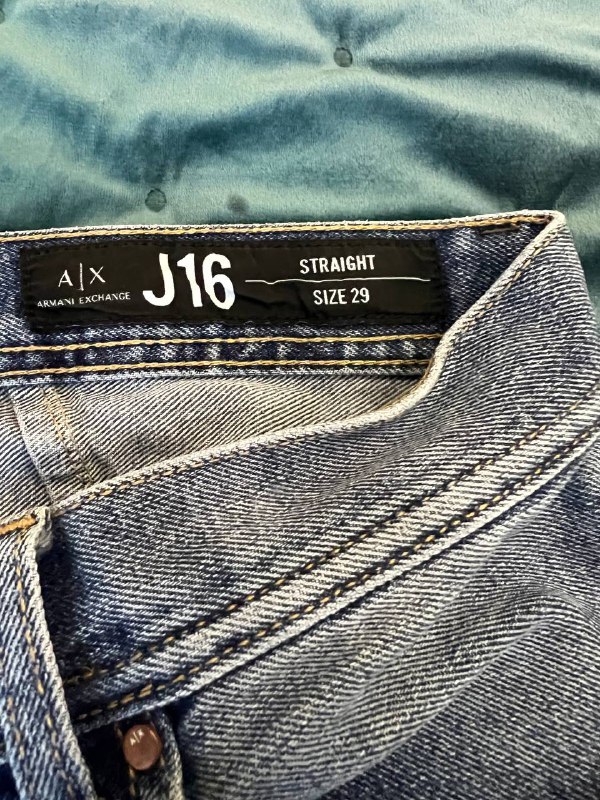 A|X
ARMANI EXCHANGE
J16
STRAIGHT
SIZE 29
A|X